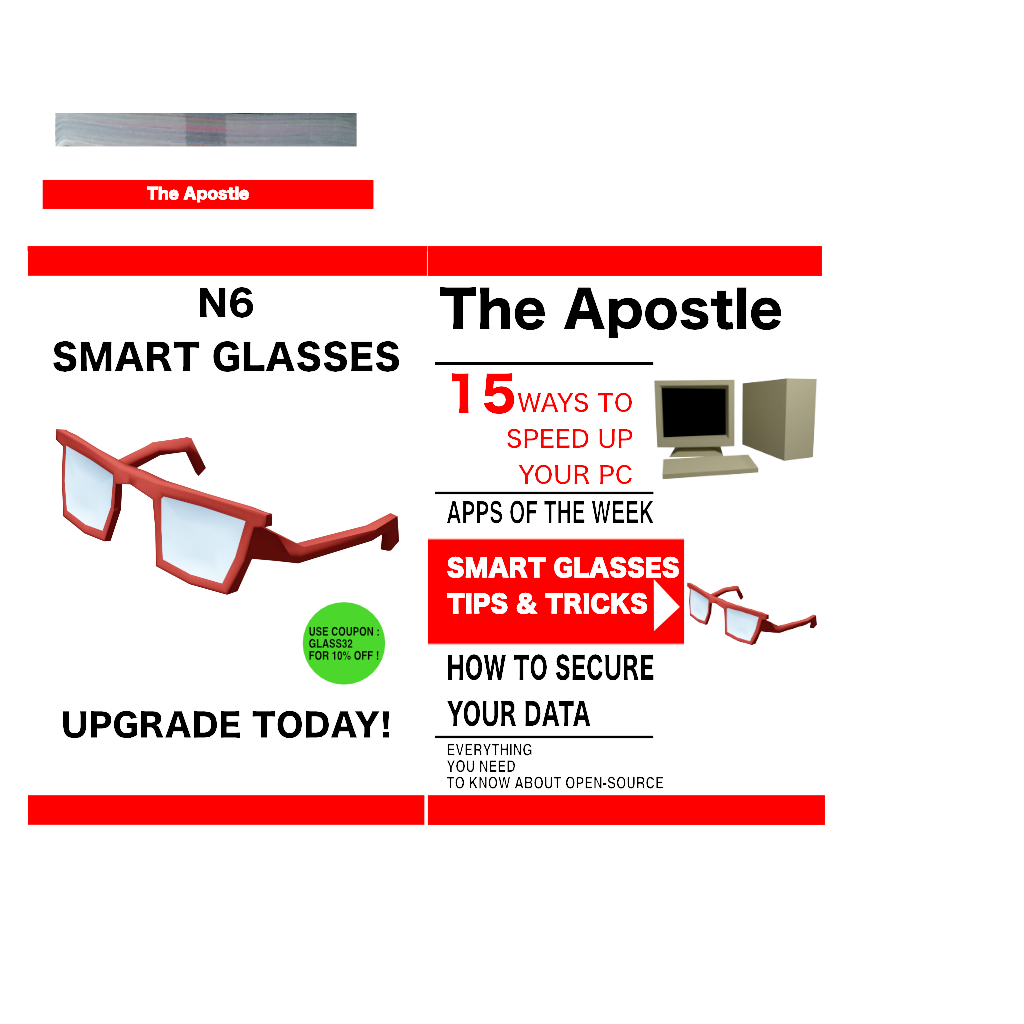 The Apostle
N6
SMART GLASSES
USE COUPON :
GLASS32
FOR 10% OFF !
UPGRADE TODAY!
The Apostle
15 WAYS TO
SPEED UP
YOUR PC
APPS OF THE WEEK
SMART GLASSES
TIPS & TRICKS
HOW TO SECURE
YOUR DATA
EVERYTHING
YOU NEED
TO KNOW ABOUT OPEN-SOURCE